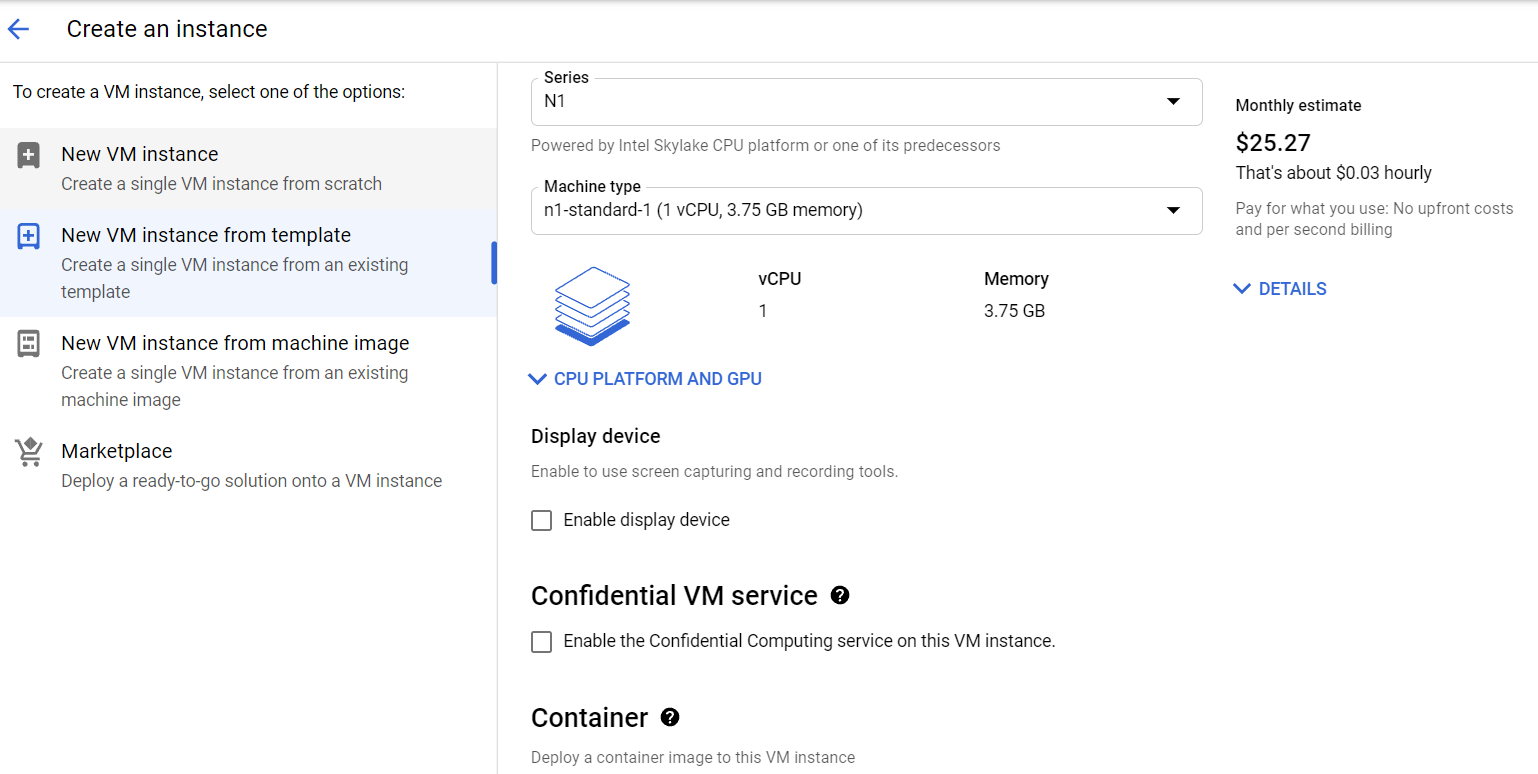 Create an instance
To create a VM instance, select one of the options:
New VM instance
Create a single VM instance from scratch
New VM instance from template
Create a single VM instance from an existing
template
New VM instance from machine image
Create a single VM instance from an existing
machine image
Marketplace
Deploy a ready-to-go solution onto a VM instance
Series
N1
Powered by Intel Skylake CPU platform or one of its predecessors
Machine type
n1-standard-1 (1 vCPU, 3.75 GB memory)
vCPU
1
Memory
3.75 GB
CPU PLATFORM AND GPU
Display device
Enable to use screen capturing and recording tools.
Enable display device
Confidential VM service
Enable the Confidential Computing service on this VM instance.
Container
Deploy a container image to this VM instance
Monthly estimate
$25.27
That's about $0.03 hourly
Pay for what you use: No upfront costs
and per second billing
DETAILS